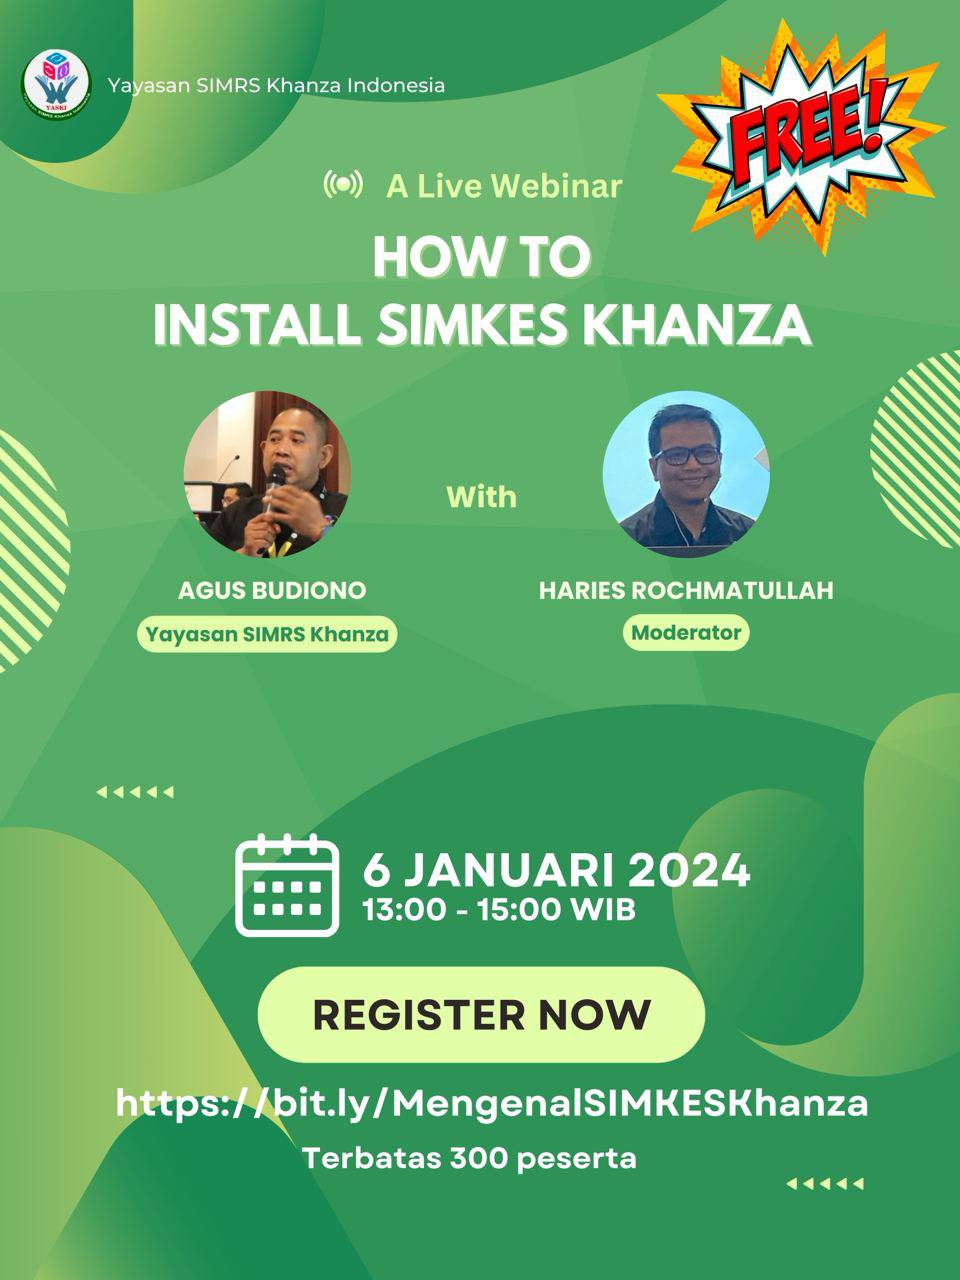 Yayasan SIMRS Khanza Indonesia
YASKI
FREE!
A Live Webinar
HOW TO
INSTALL SIMKES KHANZA
With
AGUS BUDIONO
Yayasan SIMRS Khanza
HARIES ROCHMATULLAH
Moderator
6 JANUARI 2024
13:00 - 15:00 WIB
REGISTER NOW
https://bit.ly/MengenalSIMKESKhanza
Terbatas 300 peserta